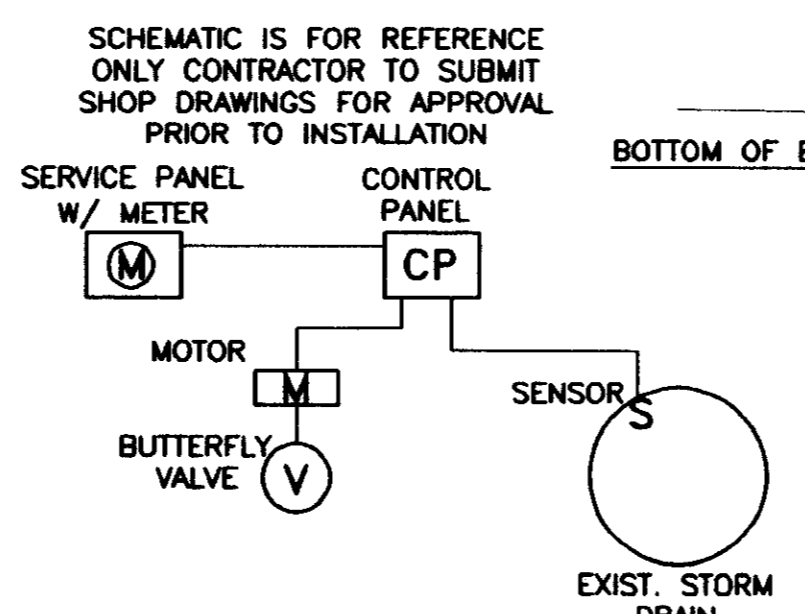 SCHEMATIC IS FOR REFERENCE
ONLY CONTRACTOR TO SUBMIT
SHOP DRAWINGS FOR APPROVAL
PRIOR TO INSTALLATION
BOTTOM OF
SERVICE PANEL
W/ METER
CONTROL
PANEL
M
CP
MOTOR
M
SENSOR
S
BUTTERFLY
VALVE
V
EXIST. STORM
DRAIN